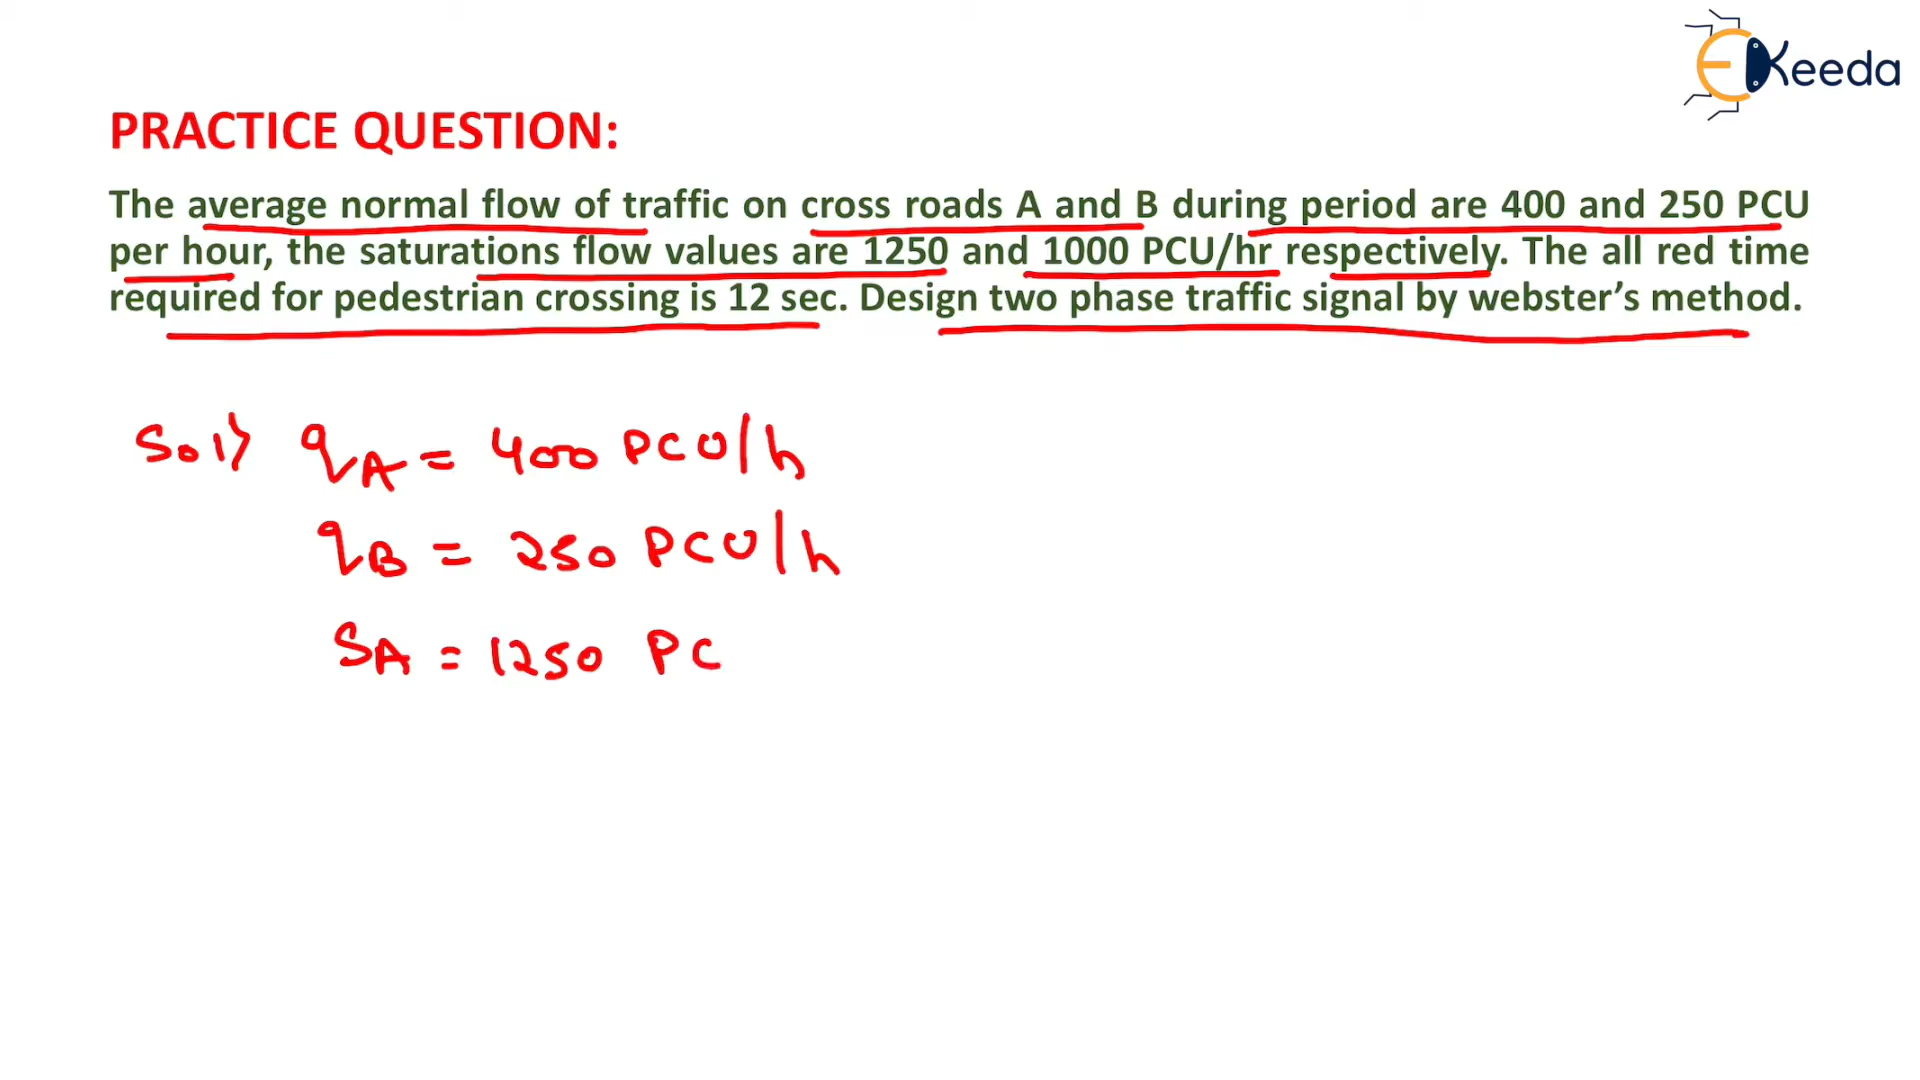 EKeeda
PRACTICE QUESTION:
The average normal flow of traffic on cross roads A and B during period are 400 and 250 PCU
per hour, the saturations flow values are 1250 and 1000 PCU/hr respectively. The all red time
required for pedestrian crossing is 12 sec. Design two phase traffic signal by webster’s method.
Sol) qA = 400 PCU/h
qB = 250 PCU/h
SA = 1250 PC